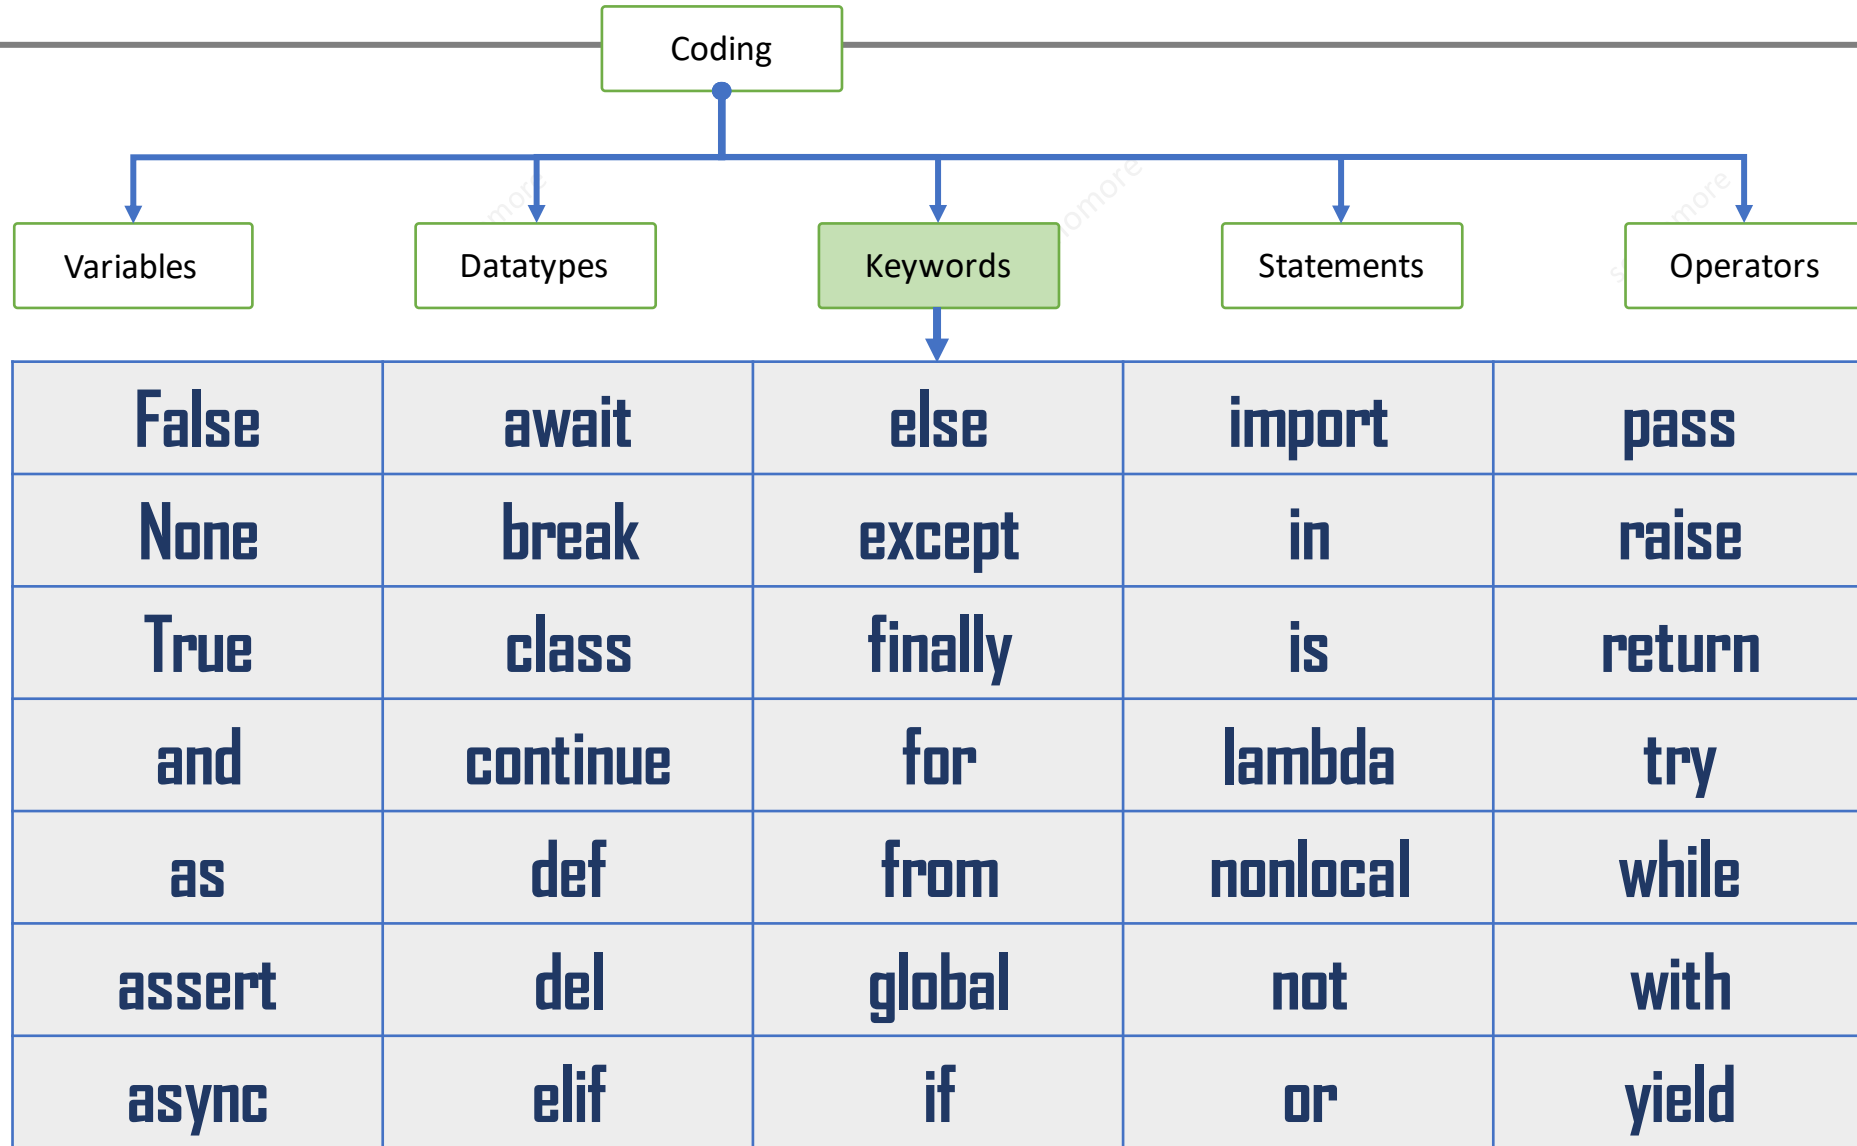 Coding
Variables Datatypes Keywords Statements Operators
False await else import pass
None break except in raise
True class finally is return
and continue for lambda try
as def from nonlocal while
assert del global not with
async elif if or yield